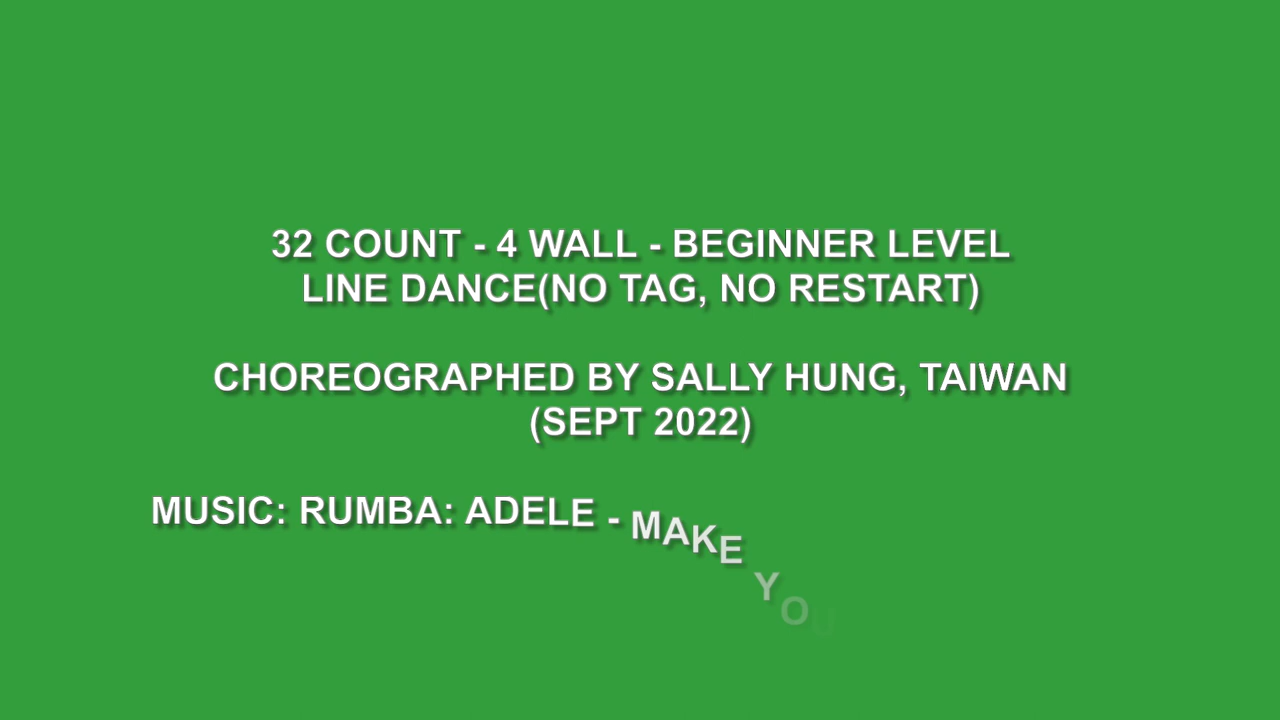 32 COUNT - 4 WALL - BEGINNER LEVEL
LINE DANCE(NO TAG, NO RESTART)
CHOREOGRAPHED BY SALLY HUNG, TAIWAN
(SEPT 2022)
MUSIC: RUMBA: ADELE - MAKE YOU